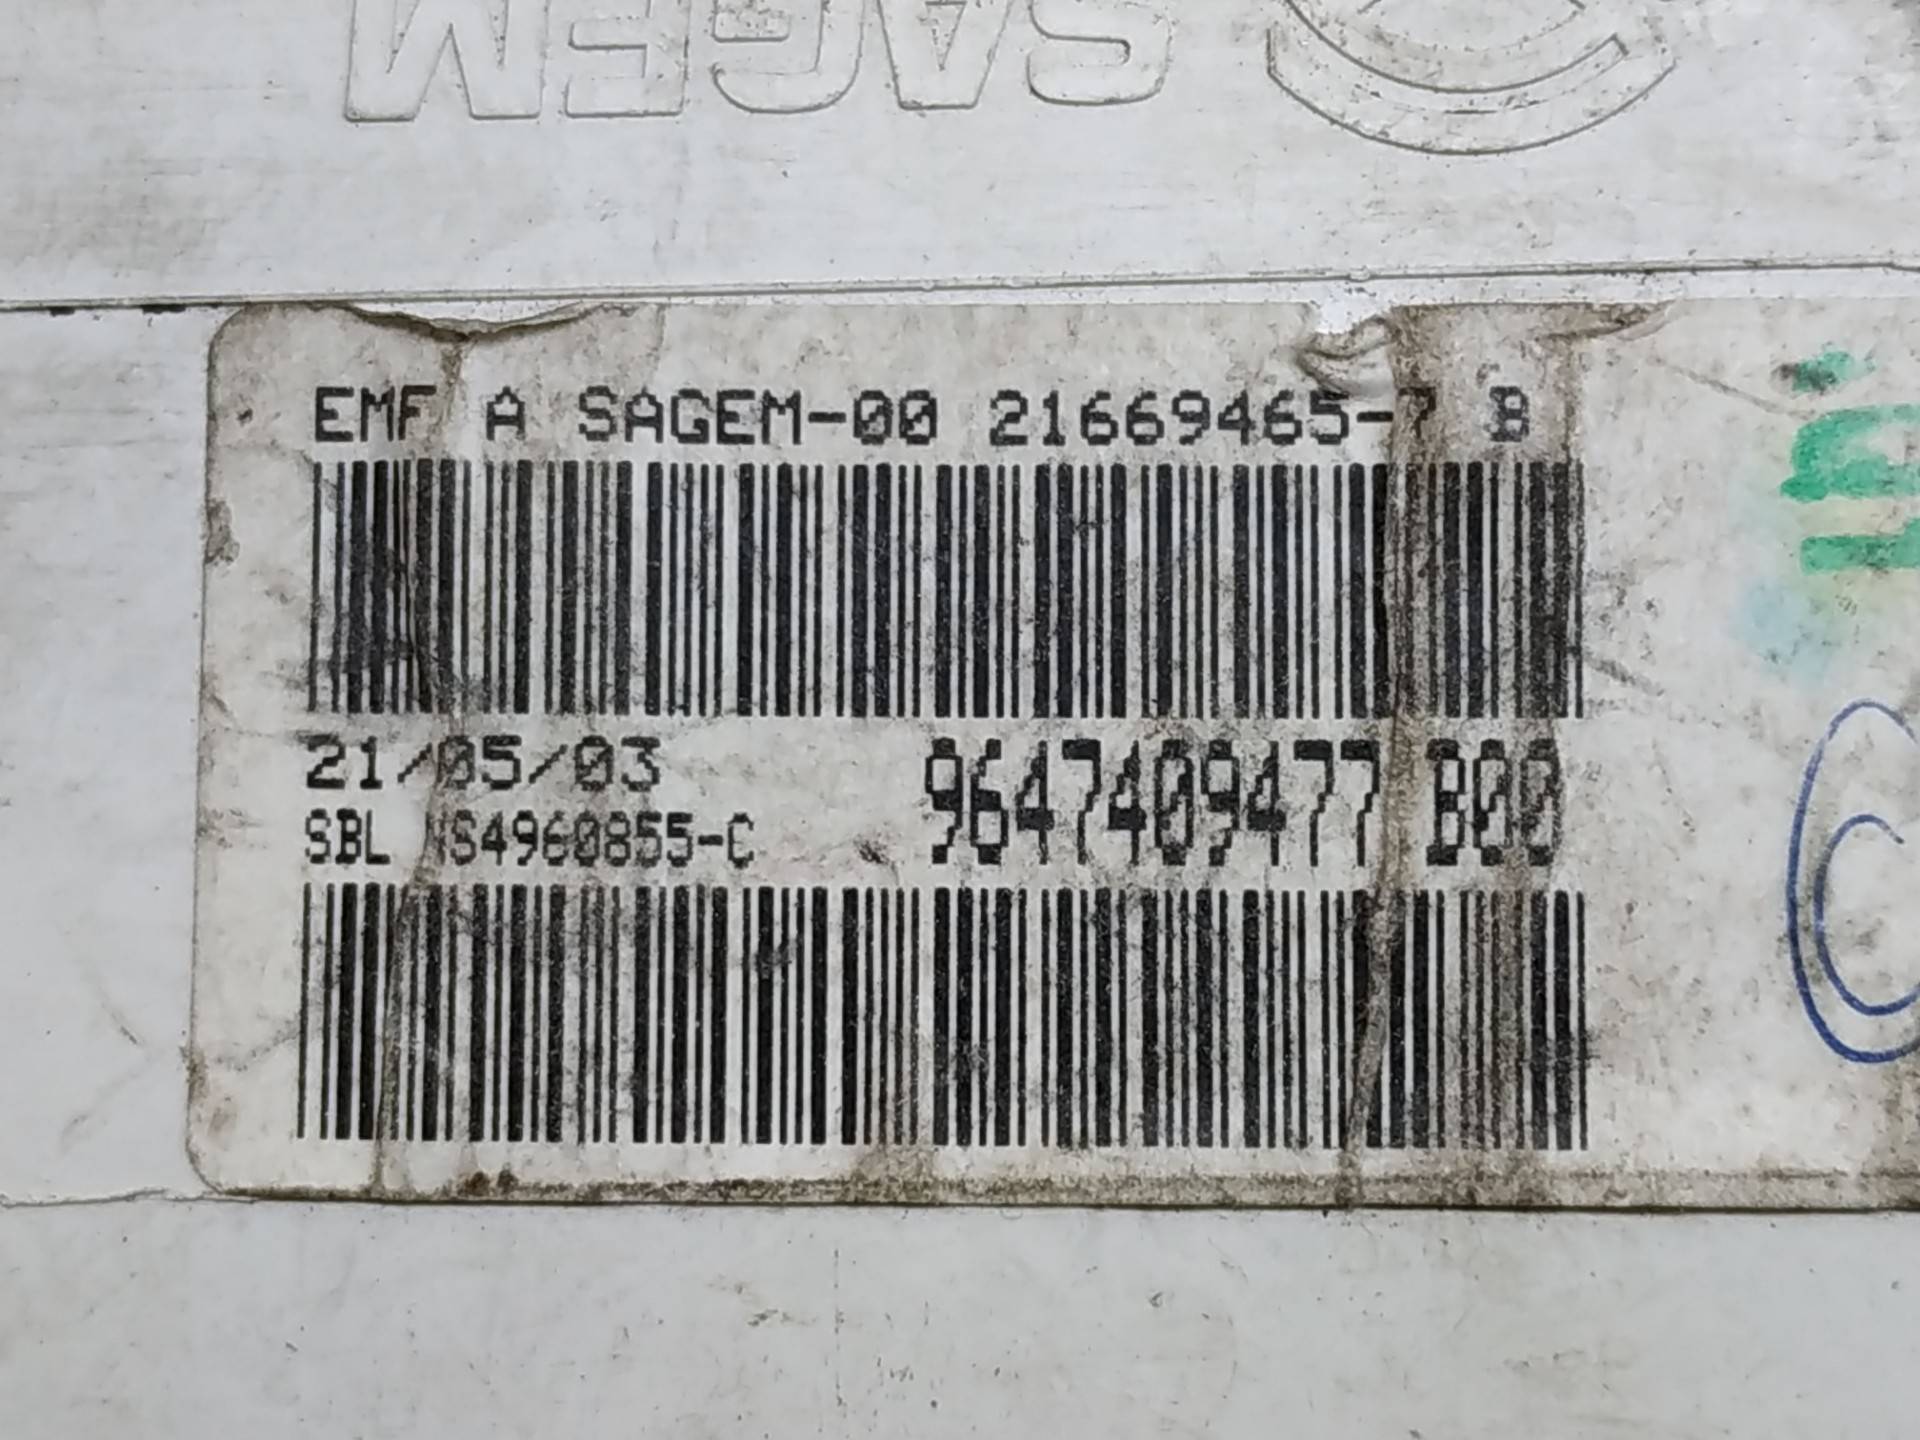 SAGEM
EMF A SAGEM-00 21669465-7 B
21/05/03
9647409477 B00
SBL S4960855-C